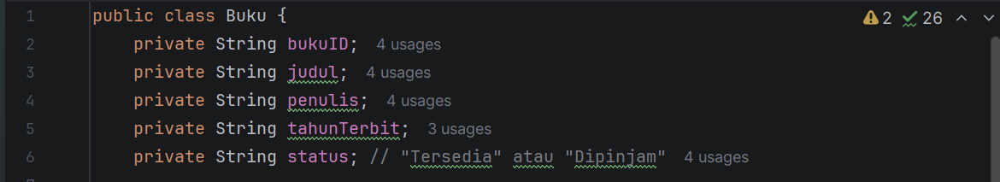 1 public class Buku { 2 26
2 private String bukuID; 4 usages
3 private String judul; 4 usages
4 private String penulis; 4 usages
5 private String tahunTerbit; 3 usages
6 private String status; // "Tersedia" atau "Dipinjam" 4 usages